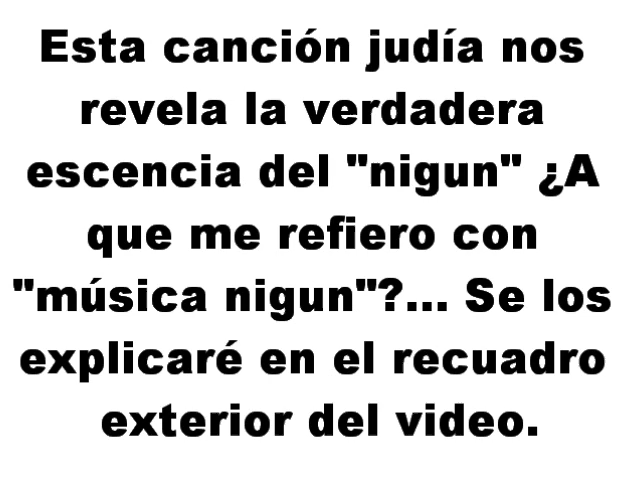 Esta canción judía nos
revela la verdadera
escencia del "nigun" ¿A
que me refiero con
"música nigun"?... Se los
explicaré en el recuadro
exterior del video.